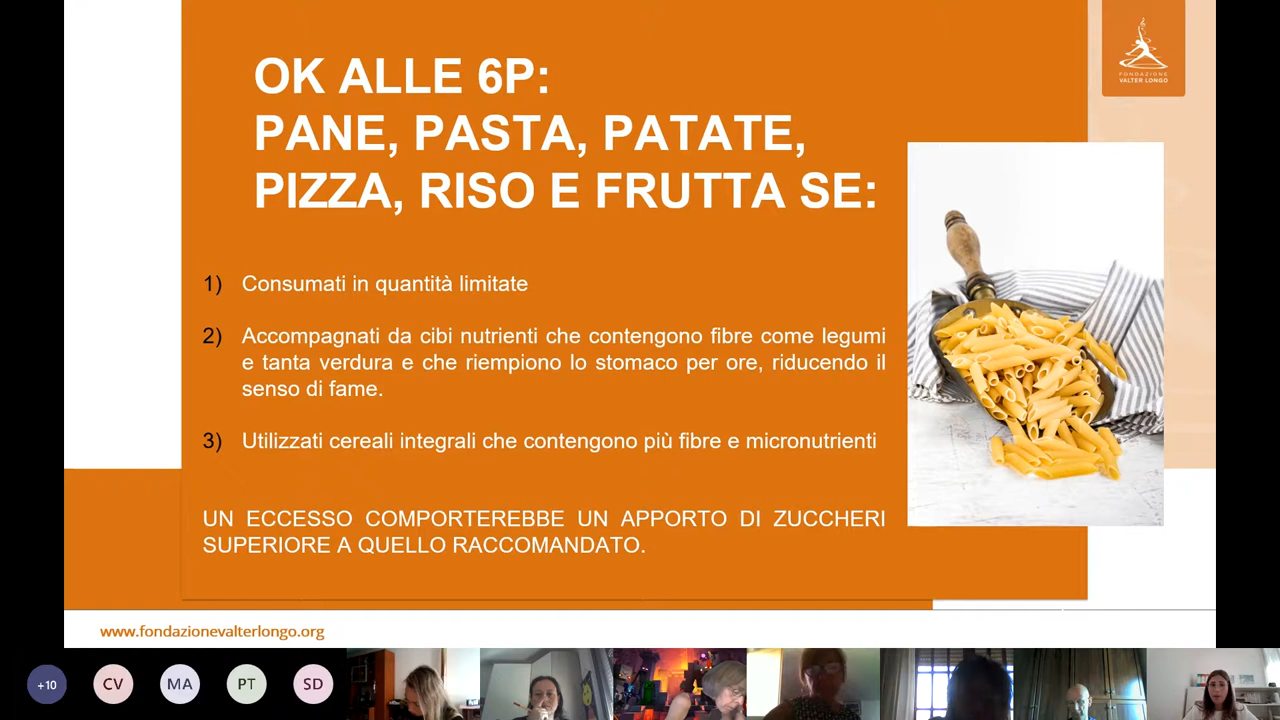 OK ALLE 6P:
PANE, PASTA, PATATE,
PIZZA, RISO E FRUTTA SE:
FONDAZIONE
VALTER LONGO
1) Consumati in quantità limitate
2) Accompagnati da cibi nutrienti che contengono fibre come legumi
e tanta verdura e che riempiono lo stomaco per ore, riducendo il
senso di fame.
3) Utilizzati cereali integrali che contengono più fibre e micronutrienti
UN ECCESSO COMPORTEREBBE UN APPORTO DI ZUCCHERI
SUPERIORE A QUELLO RACCOMANDATO.
www.fondazionevalterlongo.org
+10 CV MA PT SD